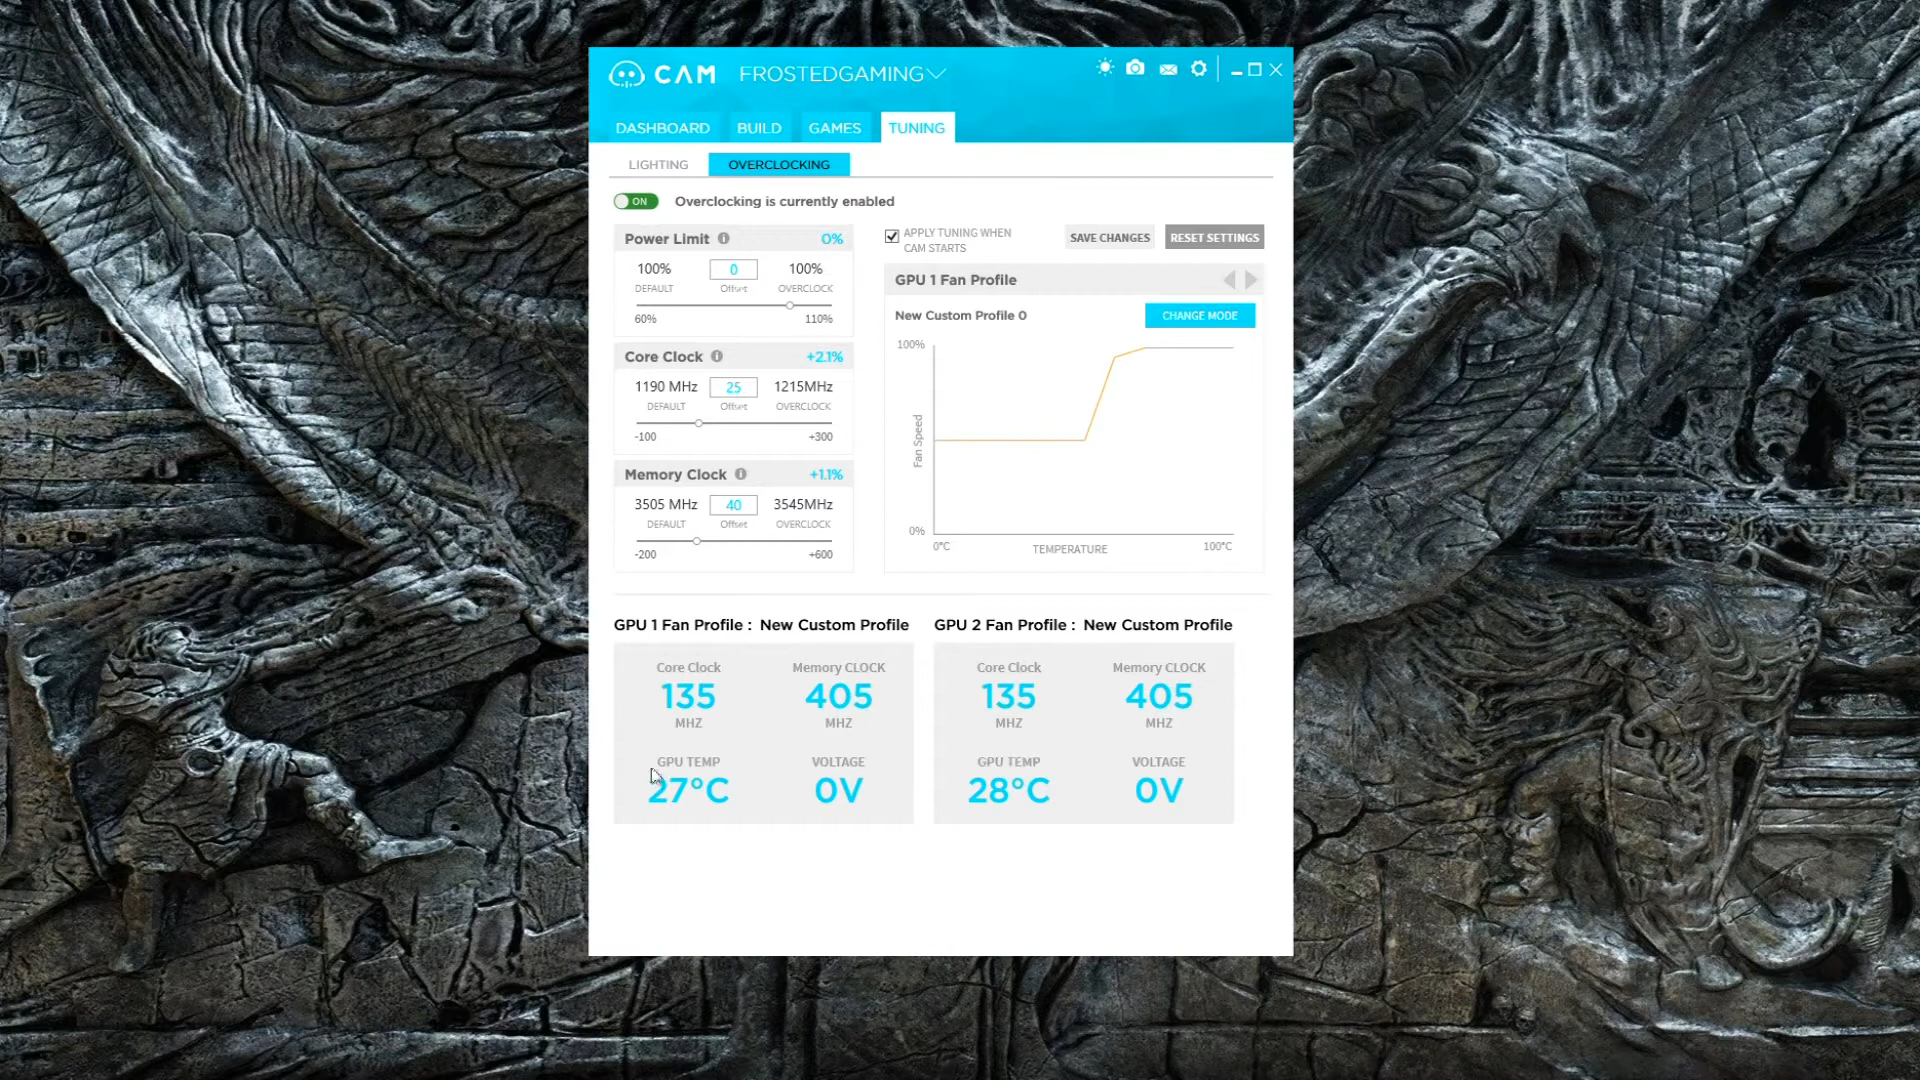 CAM FROSTEDGAMING
DASHBOARD BUILD GAMES TUNING
LIGHTING OVERCLOCKING
ON Overclocking is currently enabled
Power Limit 0%
100% 0 100%
DEFAULT Offset OVERCLOCK
60% 110%
Core Clock +2.1%
1190 MHz 25 1215MHz
DEFAULT Offset OVERCLOCK
-100 +300
Memory Clock +1.1%
3505 MHz 40 3545MHz
DEFAULT Offset OVERCLOCK
-200 +600
APPLY TUNING WHEN
CAM STARTS
SAVE CHANGES RESET SETTINGS
GPU 1 Fan Profile
New Custom Profile 0 CHANGE MODE
100%
Fan Speed
0%
0°C TEMPERATURE 100°C
GPU 1 Fan Profile : New Custom Profile
Core Clock Memory CLOCK
135 405
MHZ MHZ
GPU TEMP VOLTAGE
27°C 0V
GPU 2 Fan Profile : New Custom Profile
Core Clock Memory CLOCK
135 405
MHZ MHZ
GPU TEMP VOLTAGE
28°C 0V